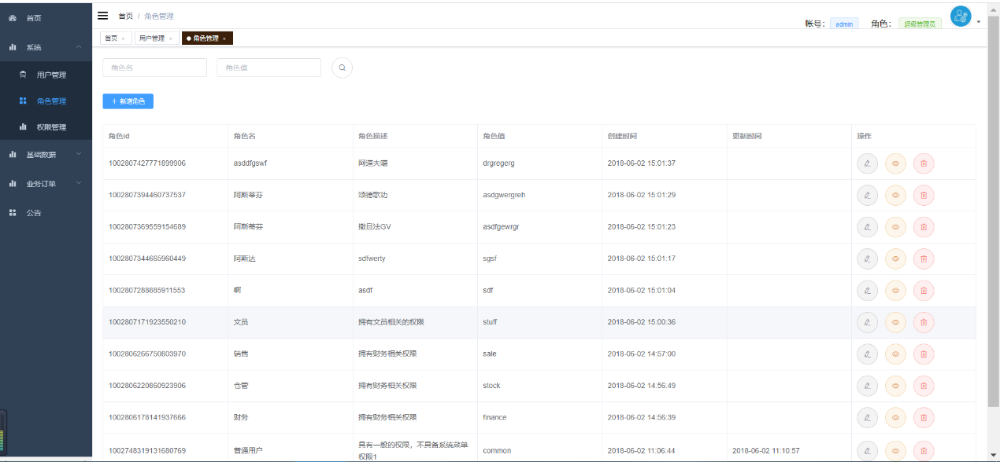 首页
系统
用户管理
角色管理
权限管理
基础数据
业务订单
公告
首页 / 角色管理
帐号： admin 角色： 超级管理员
首页 × 用户管理 × 角色管理 ×
角色名 角色值
+ 新增角色
角色id 角色名 角色描述 角色值 创建时间 更新时间 操作
1002807427771899906 asddfgswf 阿道夫嘻 drgregerg 2018-06-02 15:01:37
1002807394460737537 阿斯蒂芬 颂德歌功 asdgwergreh 2018-06-02 15:01:29
1002807369559154689 阿斯蒂芬 撒旦法GV asdfgewrgr 2018-06-02 15:01:23
1002807344665960449 阿斯达 sdfwerty sgsf 2018-06-02 15:01:17
1002807288885911553 啊 asdf sdf 2018-06-02 15:01:04
1002807171923550210 文员 拥有文员相关的权限 stuff 2018-06-02 15:00:36
1002806266750803970 销售 拥有财务相关权限 sale 2018-06-02 14:57:00
1002806220860923906 仓管 拥有财务相关权限 stock 2018-06-02 14:56:49
1002806178141937666 财务 拥有财务相关权限 finance 2018-06-02 14:56:39
1002748319131680769 普通用户 具有一般的权限，不具备系统菜单权限1 common 2018-06-02 11:06:44 2018-06-02 11:10:57